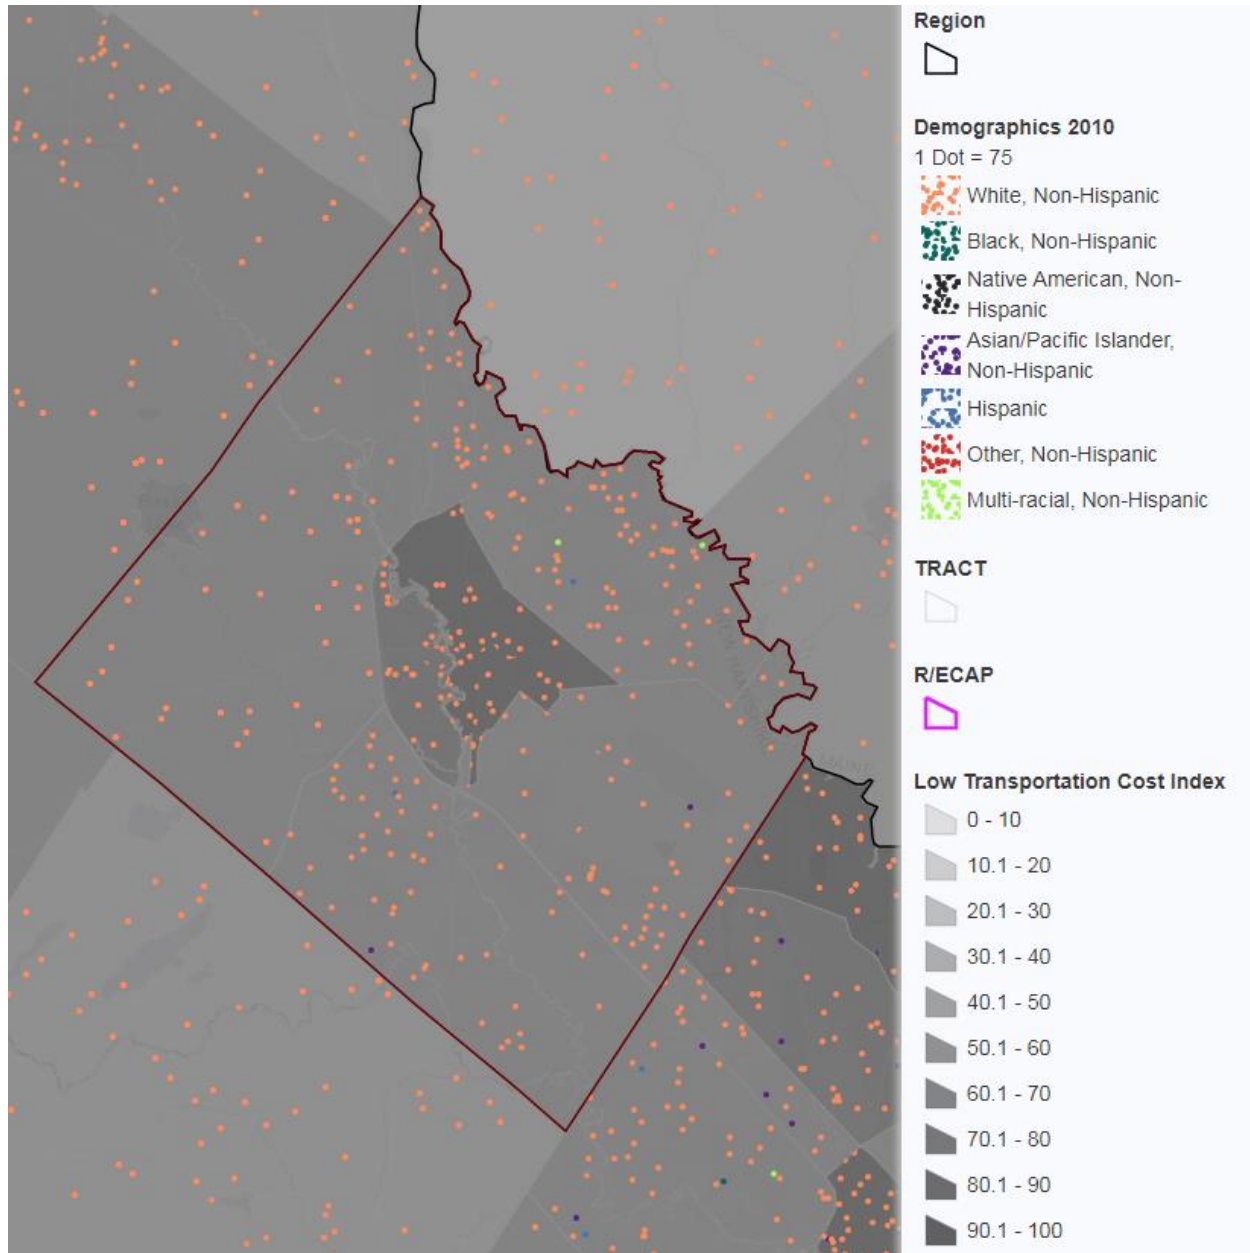 Region
Demographics 2010
1 Dot = 75
White, Non-Hispanic
Black, Non-Hispanic
Native American, Non-
Hispanic
Asian/Pacific Islander,
Non-Hispanic
Hispanic
Other, Non-Hispanic
Multi-racial, Non-Hispanic
TRACT
R/ECAP
Low Transportation Cost Index
0 - 10
10.1 - 20
20.1 - 30
30.1 - 40
40.1 - 50
50.1 - 60
60.1 - 70
70.1 - 80
80.1 - 90
90.1 - 100